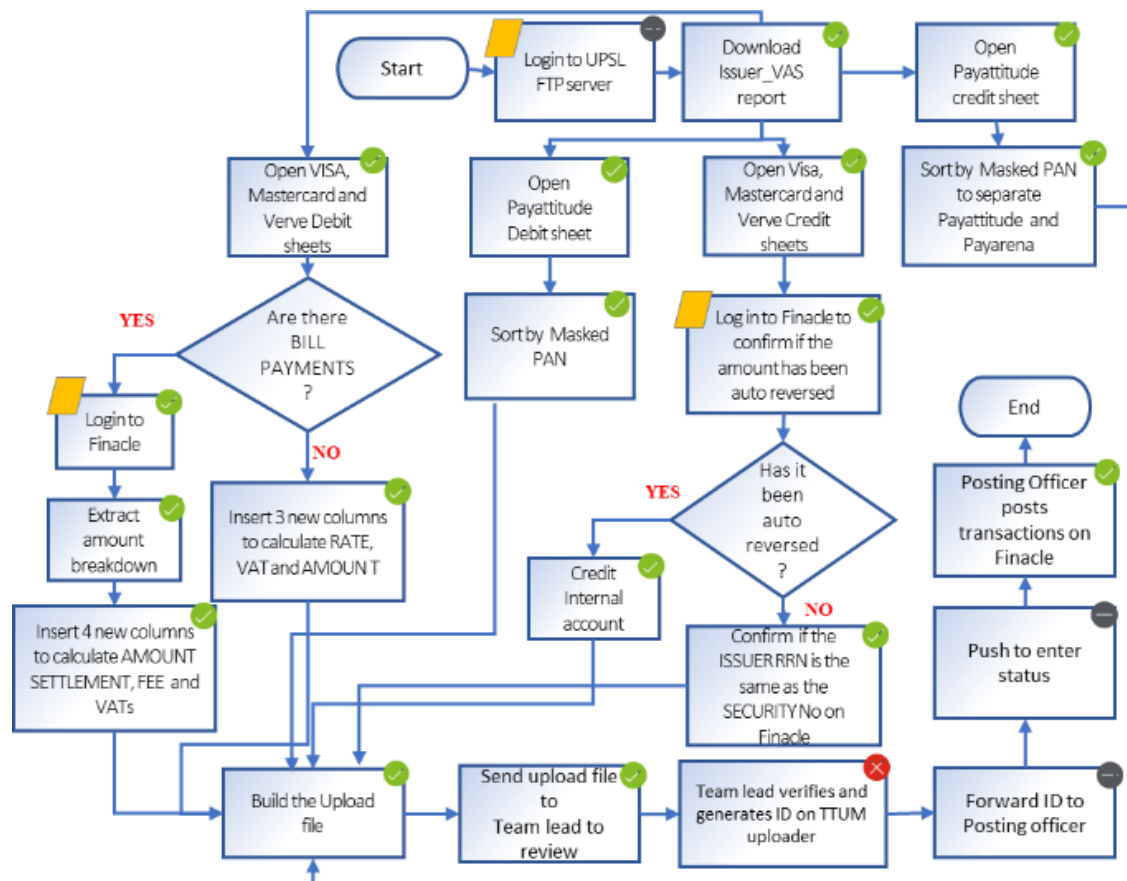 Start
Login to UPSL
FTP server
Download
Issuer_VAS
report
Open
Payattitude
credit sheet
Open VISA,
Mastercard and
Verve Debit
sheets
Open
Payattitude
Debit sheet
Open Visa,
Mastercard and
Verve Credit
sheets
Sort by Masked PAN
to separate
Payattitude and
Payarena
YES
Are there
BILL
PAYMENTS
?
Sort by Masked
PAN
Log in to Finacle to
confirm if the
amount has been
auto reversed
Login to
Finacle
NO
End
Extract
amount
breakdown
Insert 3 new columns
to calculate RATE,
VAT and AMOUNT
YES
Has it
been
auto
reversed
?
Posting Officer
posts
transactions on
Finacle
Credit
Internal
account
NO
Insert 4 new columns
to calculate AMOUNT
SETTLEMENT, FEE and
VATs
Confirm if the
ISSUER RRN is the
same as the
SECURITY No on
Finacle
Push to enter
status
Build the Upload
file
Send upload file
to
Team lead to
review
Team lead verifies and
generates ID on TTUM
uploader
Forward ID to
Posting officer